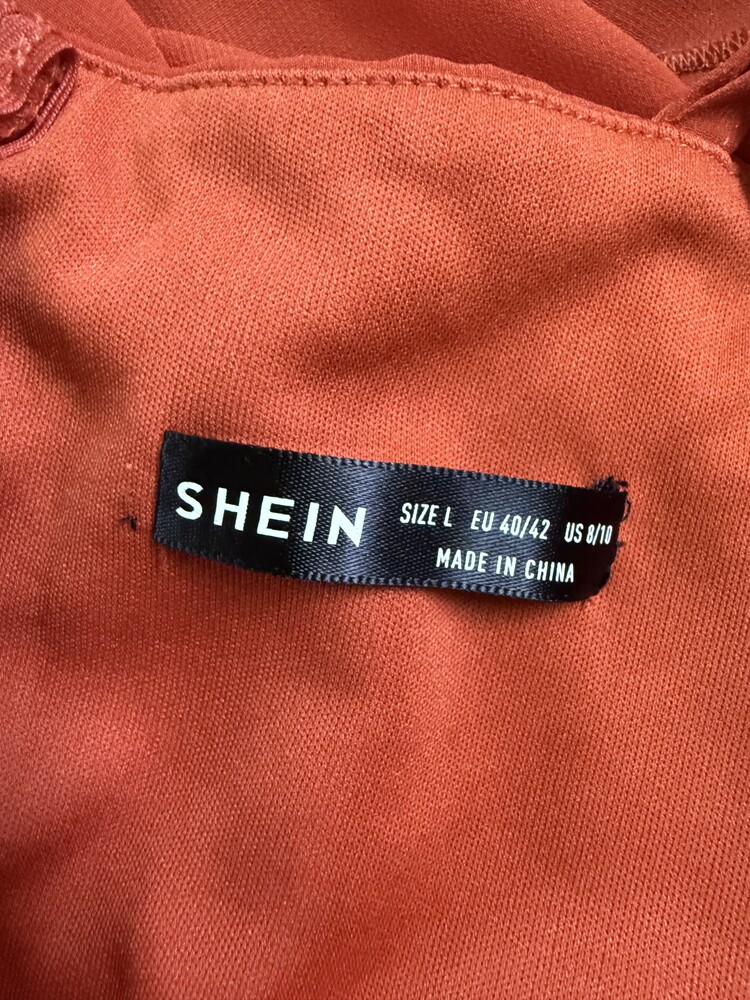 SHEIN SIZE L EU 40/42 US 8/10
MADE IN CHINA